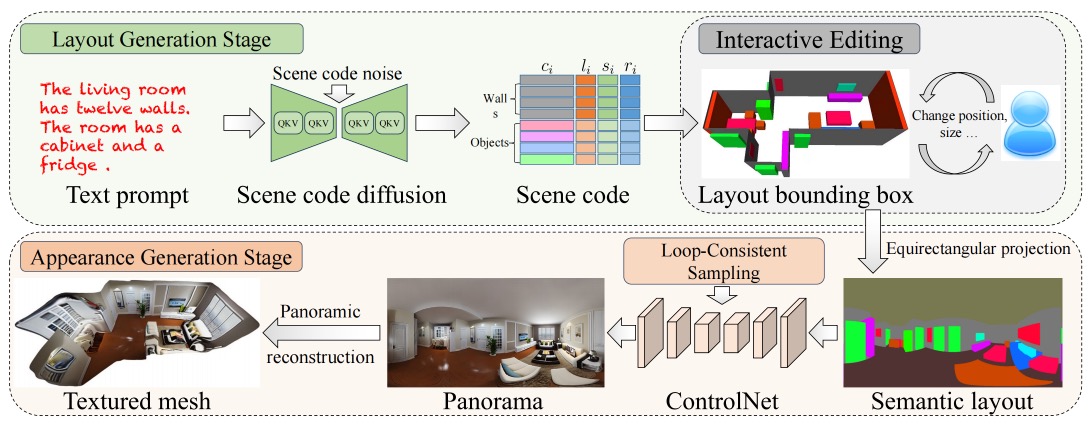 Layout Generation Stage
Interactive Editing
The living room
has twelve walls.
The room has a
cabinet and a
fridge .
Text prompt
Scene code noise
QKV QKV QKV QKV
Scene code diffusion
c_i l_i s_i r_i
Wall
s
Objects
Scene code
Change position,
size ...
Layout bounding box
Equirectangular projection
Appearance Generation Stage
Loop-Consistent
Sampling
Panoramic
reconstruction
Textured mesh
Panorama
ControlNet
Semantic layout